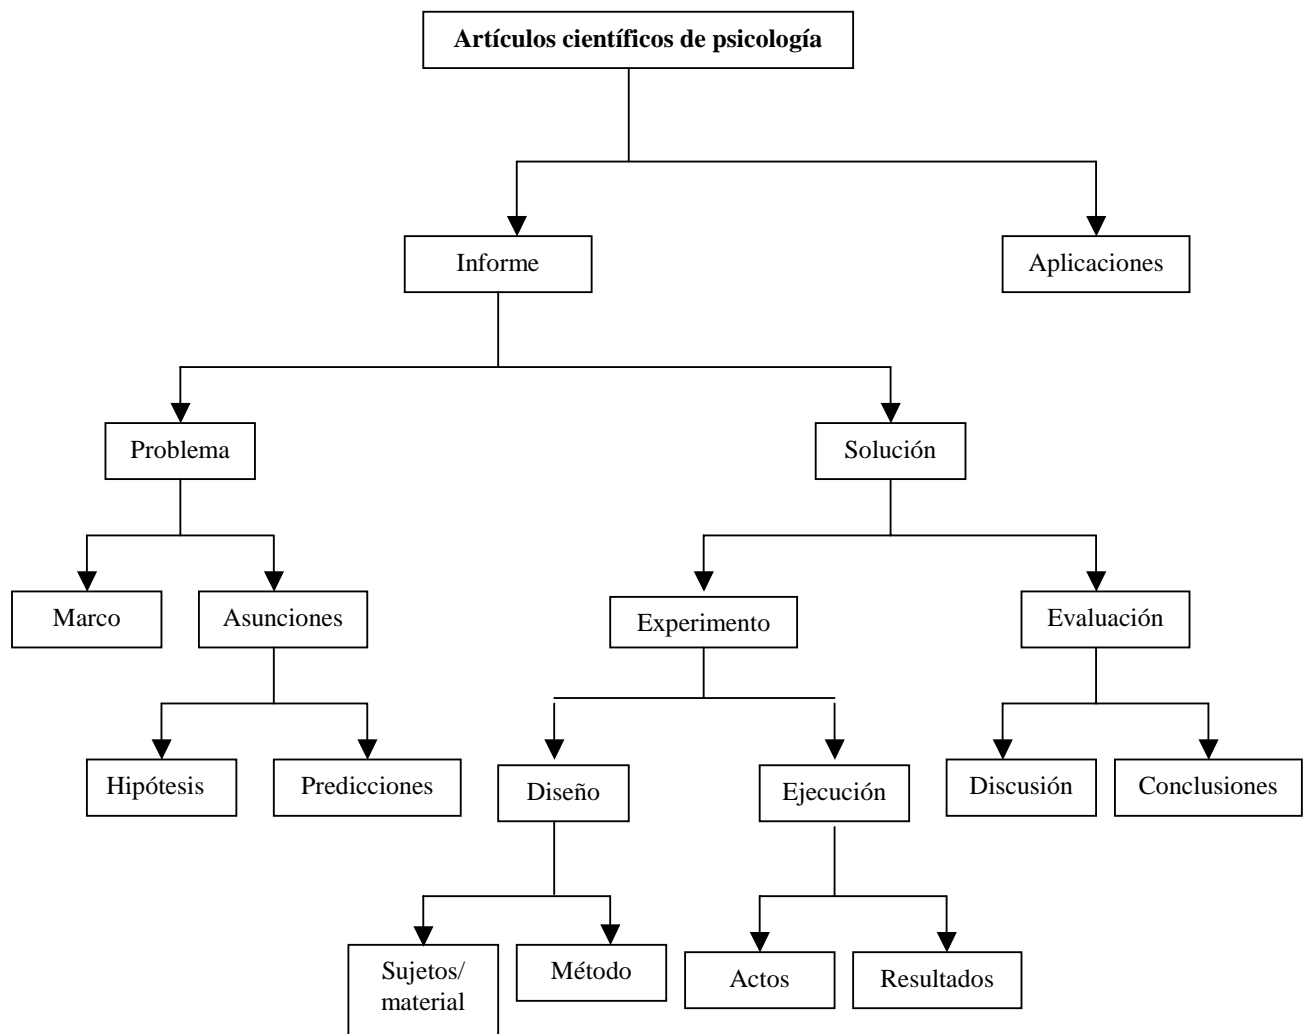 Artículos científicos de psicología
Informe
Aplicaciones
Problema
Solución
Marco
Asunciones
Experimento
Evaluación
Hipótesis
Predicciones
Diseño
Ejecución
Discusión
Conclusiones
Sujetos/
material
Método
Actos
Resultados